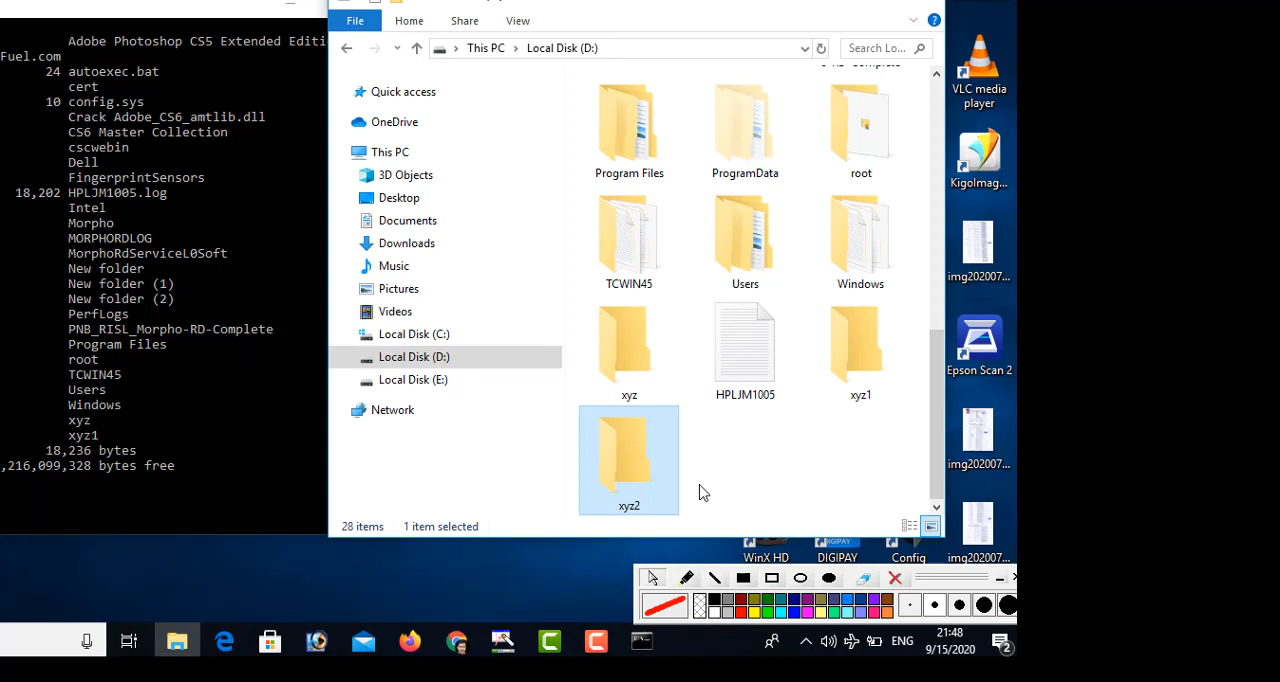 Adobe Photoshop CS5 Extended Editi
Fuel.com
24 autoexec.bat
cert
10 config.sys
Crack Adobe_CS6_amtlib.dll
CS6 Master Collection
cscwebin
Dell
FingerprintSensors
18,202 HPLJM1005.log
Intel
Morpho
MORPHORDLOG
MorphoRdServiceL0Soft
New folder
New folder (1)
New folder (2)
PerfLogs
PNB_RISL_Morpho-RD-Complete
Program Files
root
TCWIN45
Users
Windows
xyz
xyz1
18,236 bytes
,216,099,328 bytes free
File Home Share View
This PC > Local Disk (D:)
Search Lo...
Quick access
OneDrive
This PC
3D Objects
Desktop
Documents
Downloads
Music
Pictures
Videos
Local Disk (C:)
Local Disk (D:)
Local Disk (E:)
Network
Program Files ProgramData root
TCWIN45 Users Windows
xyz HPLJM1005 xyz1
xyz2
28 items 1 item selected
VLC media
player
KigoImag...
img202007...
Epson Scan 2
img202007...
WinX HD DIGIPAY Config img202007...
ENG
21:48
9/15/2020
2